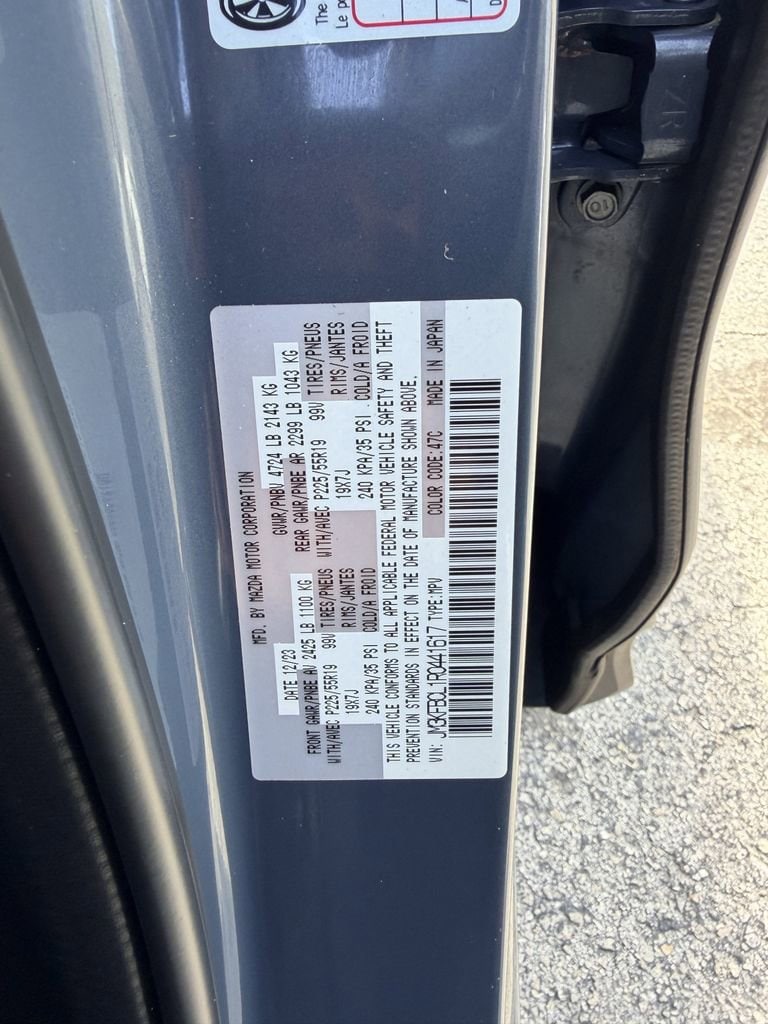 The
Le p
MFD. BY MAZDA MOTOR CORPORATION
DATE 12/23 GVWR/PNBV 4724 LB 2143 KG
FRONT GAWR/PNBE AV 2425 LB 1100 KG REAR GAWR/PNBE AR 2299 LB 1043 KG
WITH/AVEC P225/55R19 99V TIRES/PNEUS WITH/AVEC P225/55R19 99V TIRES/PNEUS
19X7J RIMS/JANTES 19X7J RIMS/JANTES
240 KPA/35 PSI COLD/A FROID 240 KPA/35 PSI COLD/A FROID
THIS VEHICLE CONFORMS TO ALL APPLICABLE FEDERAL MOTOR VEHICLE SAFETY AND THEFT
PREVENTION STANDARDS IN EFFECT ON THE DATE OF MANUFACTURE SHOWN ABOVE.
VIN: JM3KFBCL1R0441617 TYPE:MPV COLOR CODE:47C MADE IN JAPAN
10